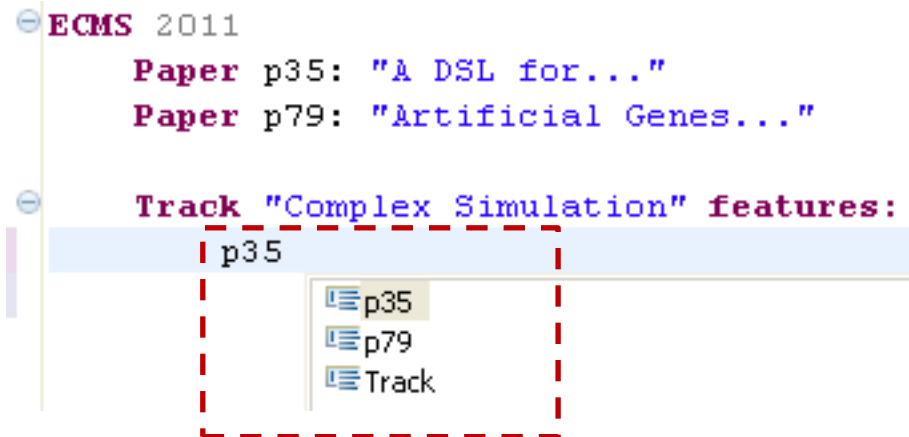 ECMS 2011
Paper p35: "A DSL for..."
Paper p79: "Artificial Genes..."
Track "Complex Simulation" features:
p35
p35
p79
Track